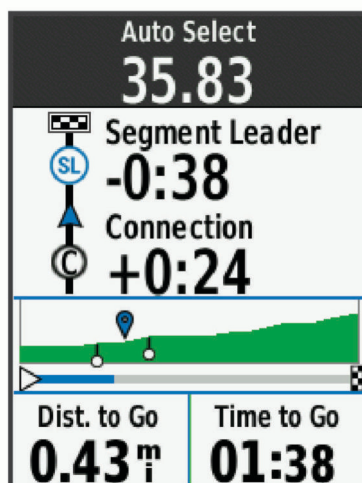 Auto Select
35.83
Segment Leader
SL
-0:38
Connection
C
+0:24
Dist. to Go
Time to Go
0.43 mi
01:38